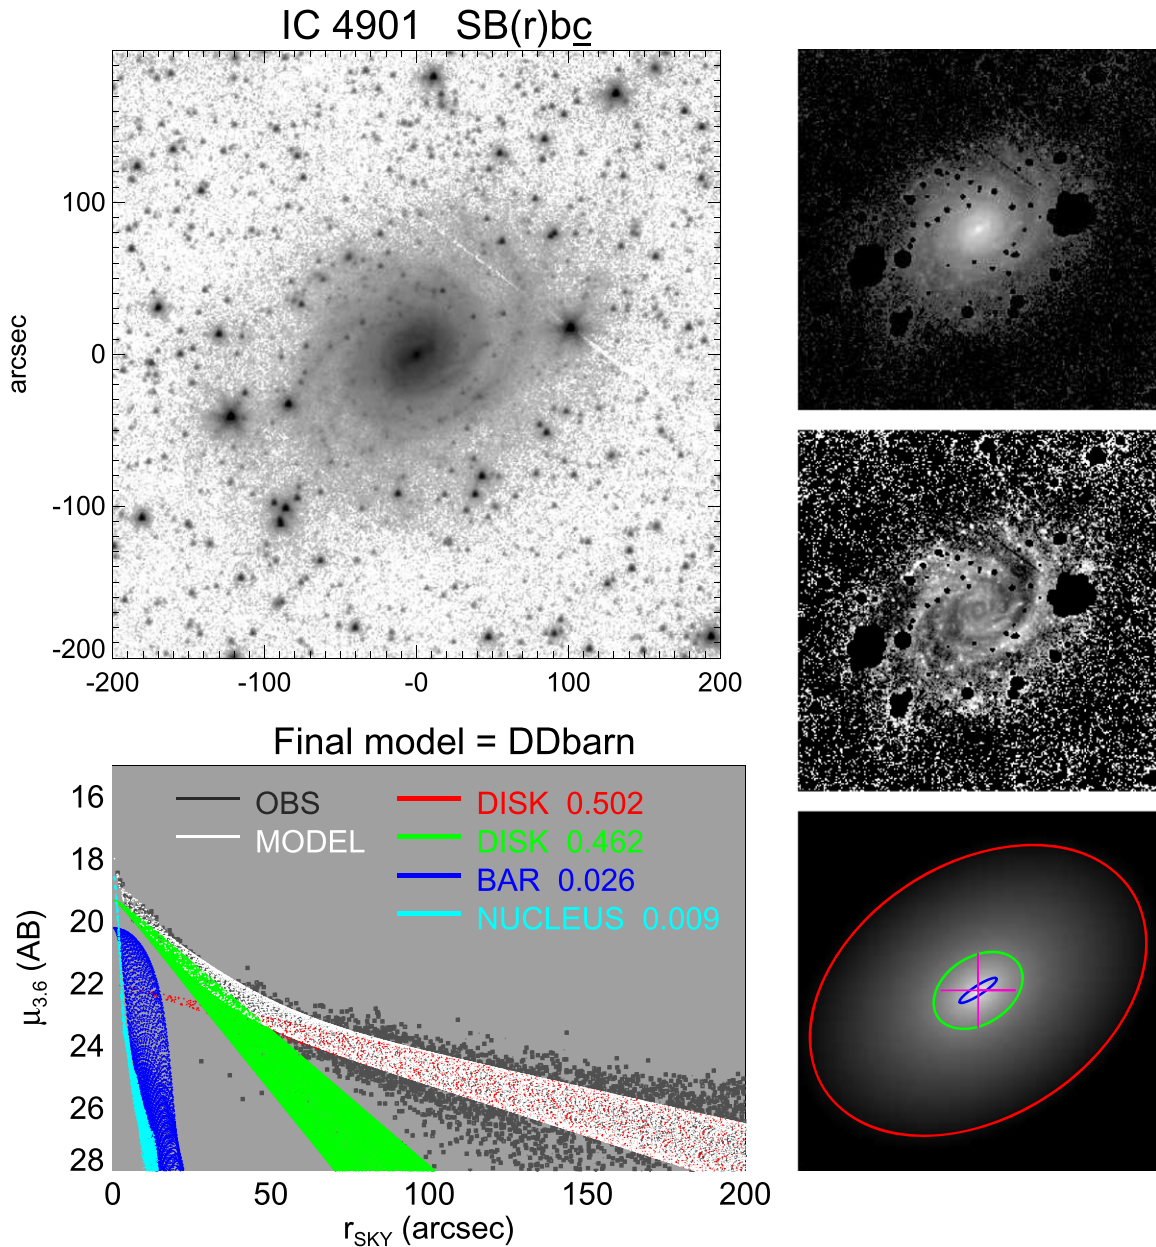 IC 4901 SB(r)bc
arcsec
100
0
-100
-200
-200 -100 -0 100 200
Final model = DDbarn
OBS DISK 0.502
MODEL DISK 0.462
BAR 0.026
NUCLEUS 0.009
μ3.6 (AB)
16
18
20
22
24
26
28
0 50 100 150 200
rSKY (arcsec)